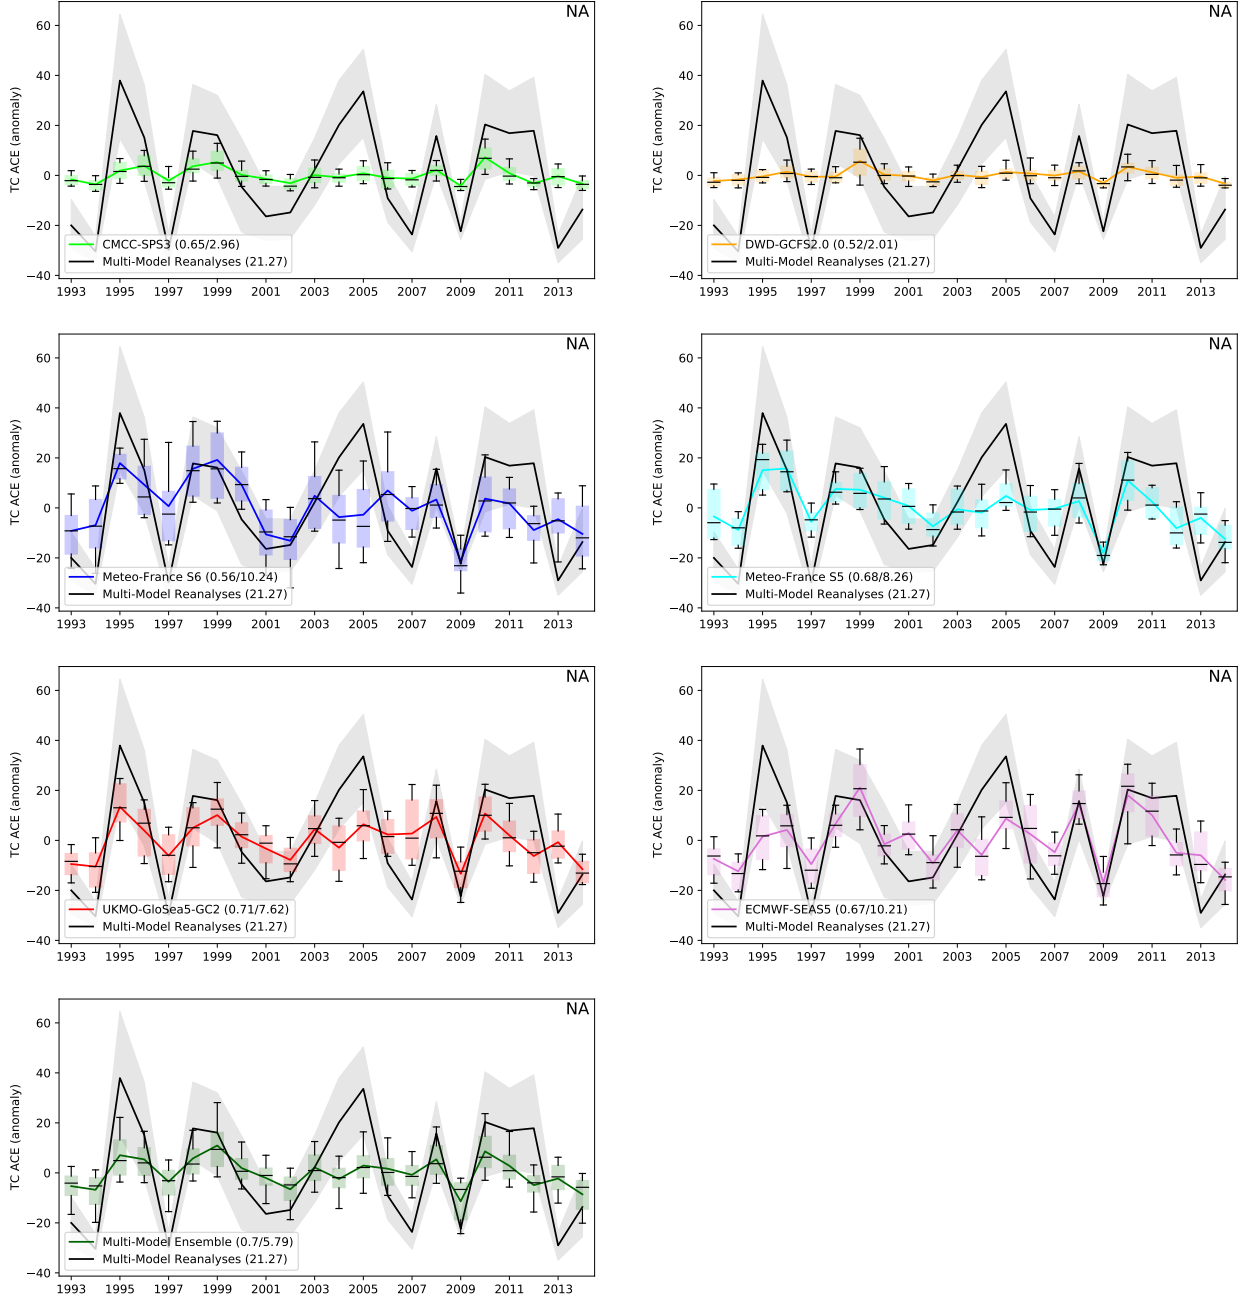 NA
TC ACE (anomaly)
60
40
20
0
−20
−40
CMCC-SPS3 (0.65/2.96)
Multi-Model Reanalyses (21.27)
1993 1995 1997 1999 2001 2003 2005 2007 2009 2011 2013
NA
TC ACE (anomaly)
60
40
20
0
−20
−40
DWD-GCFS2.0 (0.52/2.01)
Multi-Model Reanalyses (21.27)
1993 1995 1997 1999 2001 2003 2005 2007 2009 2011 2013
NA
TC ACE (anomaly)
60
40
20
0
−20
−40
Meteo-France S6 (0.56/10.24)
Multi-Model Reanalyses (21.27)
1993 1995 1997 1999 2001 2003 2005 2007 2009 2011 2013
NA
TC ACE (anomaly)
60
40
20
0
−20
−40
Meteo-France S5 (0.68/8.26)
Multi-Model Reanalyses (21.27)
1993 1995 1997 1999 2001 2003 2005 2007 2009 2011 2013
NA
TC ACE (anomaly)
60
40
20
0
−20
−40
UKMO-GloSea5-GC2 (0.71/7.62)
Multi-Model Reanalyses (21.27)
1993 1995 1997 1999 2001 2003 2005 2007 2009 2011 2013
NA
TC ACE (anomaly)
60
40
20
0
−20
−40
ECMWF-SEAS5 (0.67/10.21)
Multi-Model Reanalyses (21.27)
1993 1995 1997 1999 2001 2003 2005 2007 2009 2011 2013
NA
TC ACE (anomaly)
60
40
20
0
−20
−40
Multi-Model Ensemble (0.7/5.79)
Multi-Model Reanalyses (21.27)
1993 1995 1997 1999 2001 2003 2005 2007 2009 2011 2013